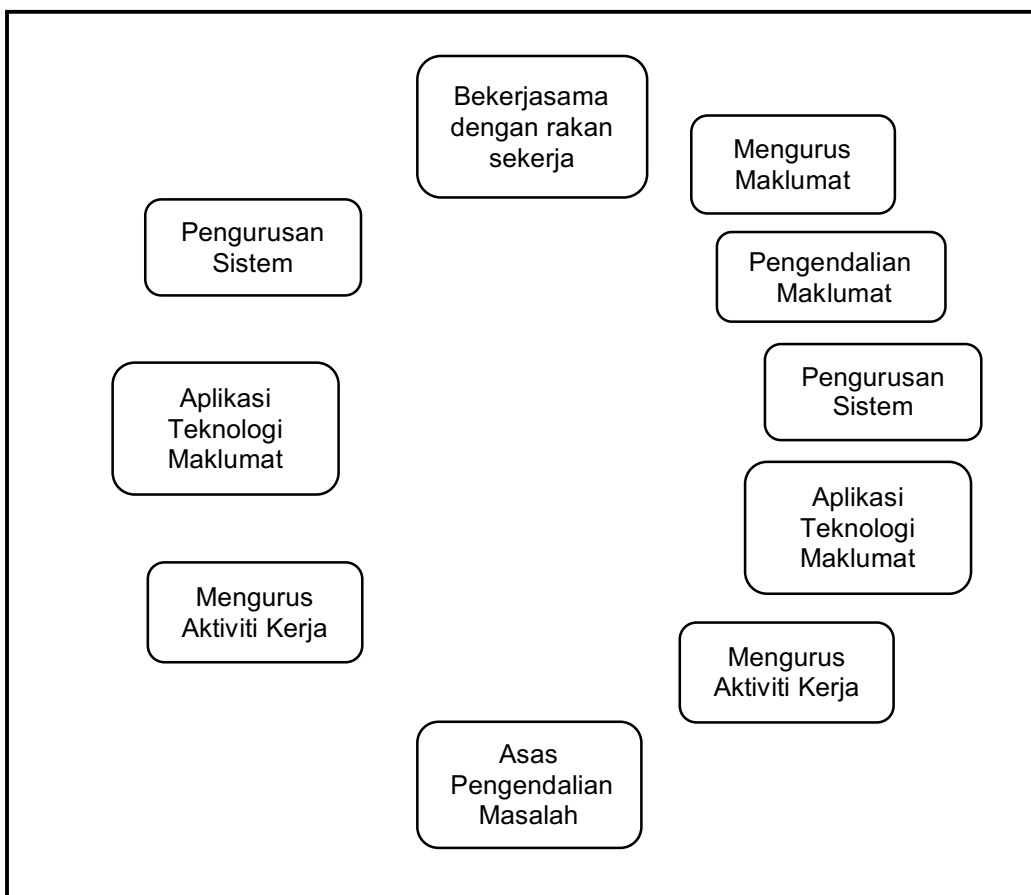 Bekerjasama
dengan rakan
sekerja
Mengurus
Maklumat
Pengurusan
Sistem
Pengendalian
Maklumat
Pengurusan
Sistem
Aplikasi
Teknologi
Maklumat
Aplikasi
Teknologi
Maklumat
Mengurus
Aktiviti Kerja
Mengurus
Aktiviti Kerja
Asas
Pengendalian
Masalah